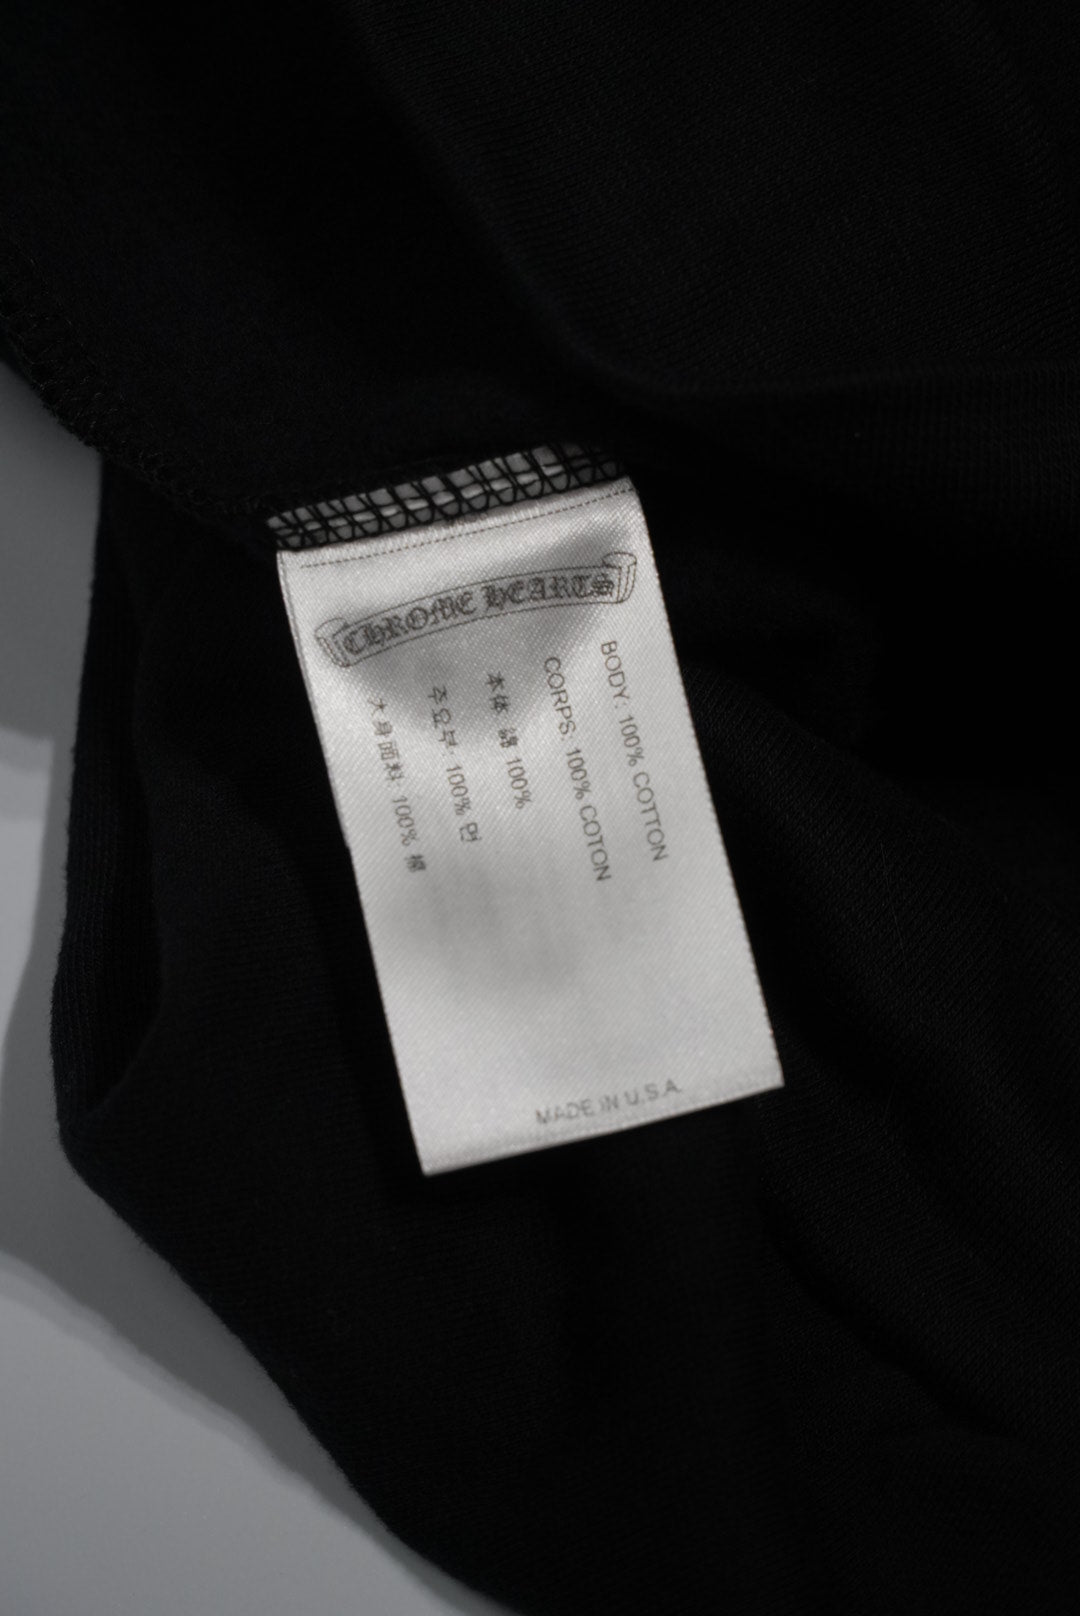 CHROME HEARTS
BODY: 100% COTTON
CORPS: 100% COTON
本体 綿 100%
주요부: 100% 면
大身面料: 100% 棉
MADE IN U.S.A.